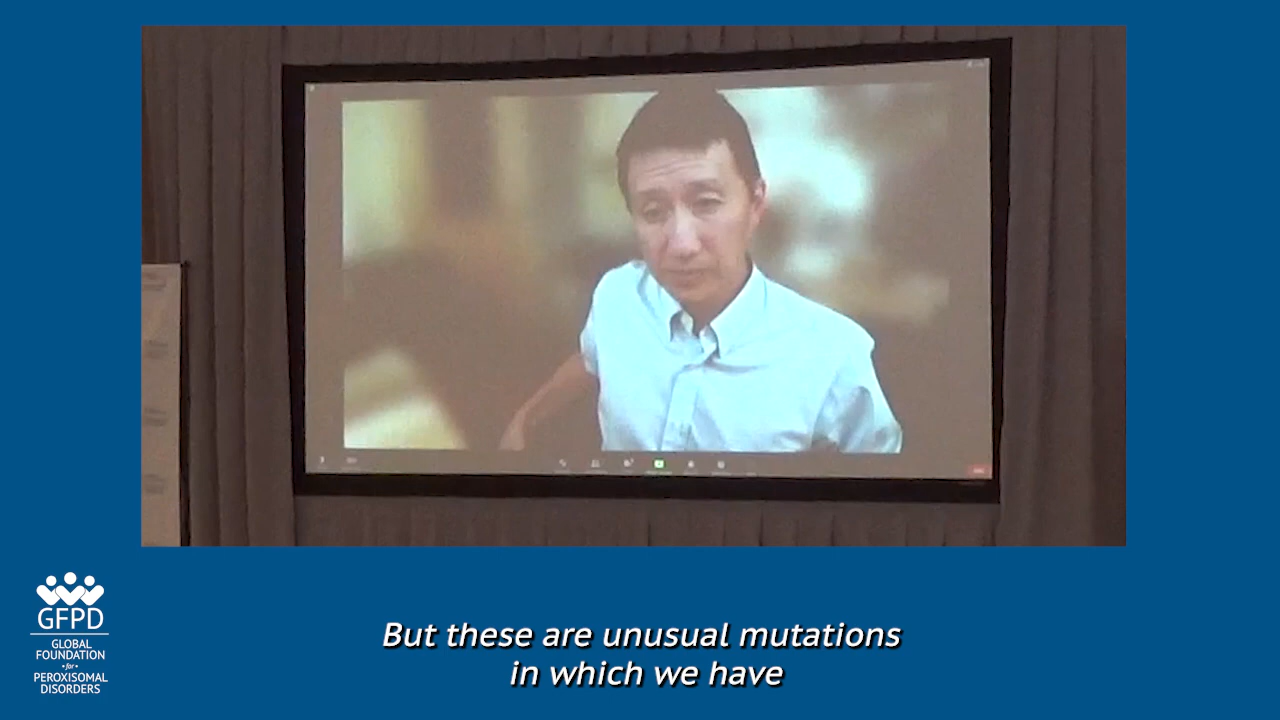 GFPD
GLOBAL
FOUNDATION
for
PEROXISOMAL
DISORDERS
But these are unusual mutations
in which we have